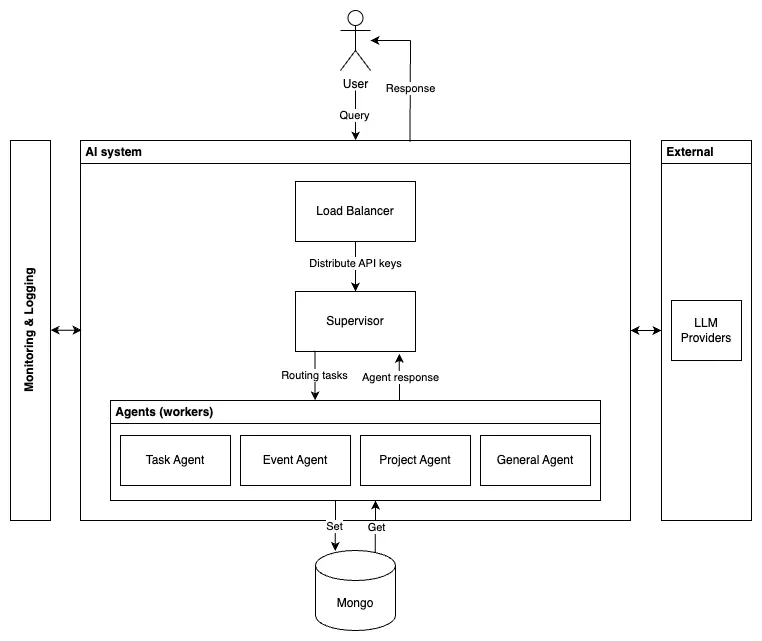 User
Response
Query
AI system
External
Load Balancer
Distribute API keys
Monitoring & Logging
Supervisor
LLM
Providers
Routing tasks
Agent response
Agents (workers)
Task Agent
Event Agent
Project Agent
General Agent
Set
Get
Mongo